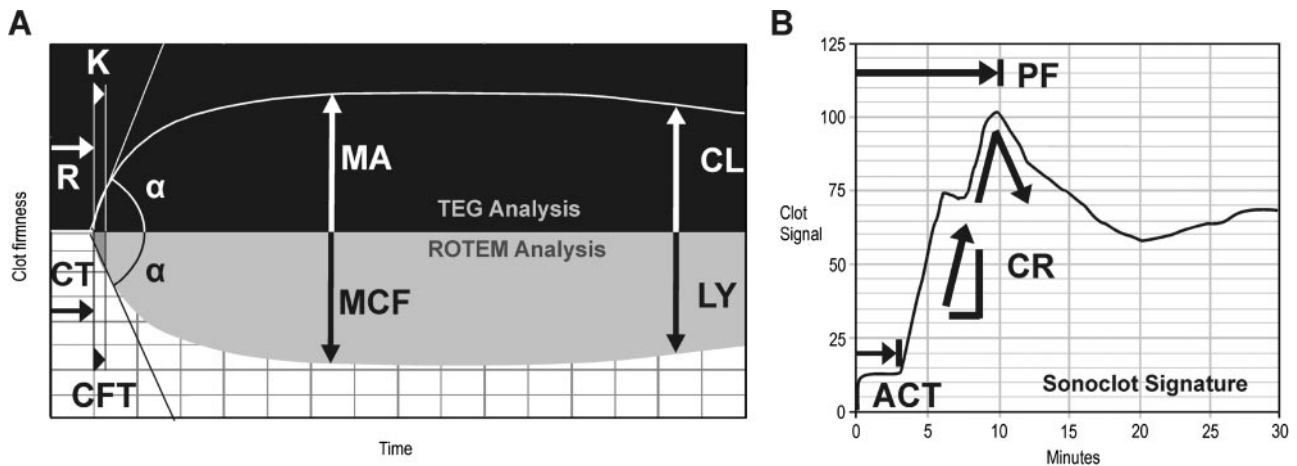 A
K
R
α
MA
CL
TEG Analysis
ROTEM Analysis
CT
α
MCF
LY
CFT
Clot firmness
Time
B
125
100
75
50
25
0
Clot
Signal
PF
CR
ACT
Sonoclot Signature
0 5 10 15 20 25 30
Minutes